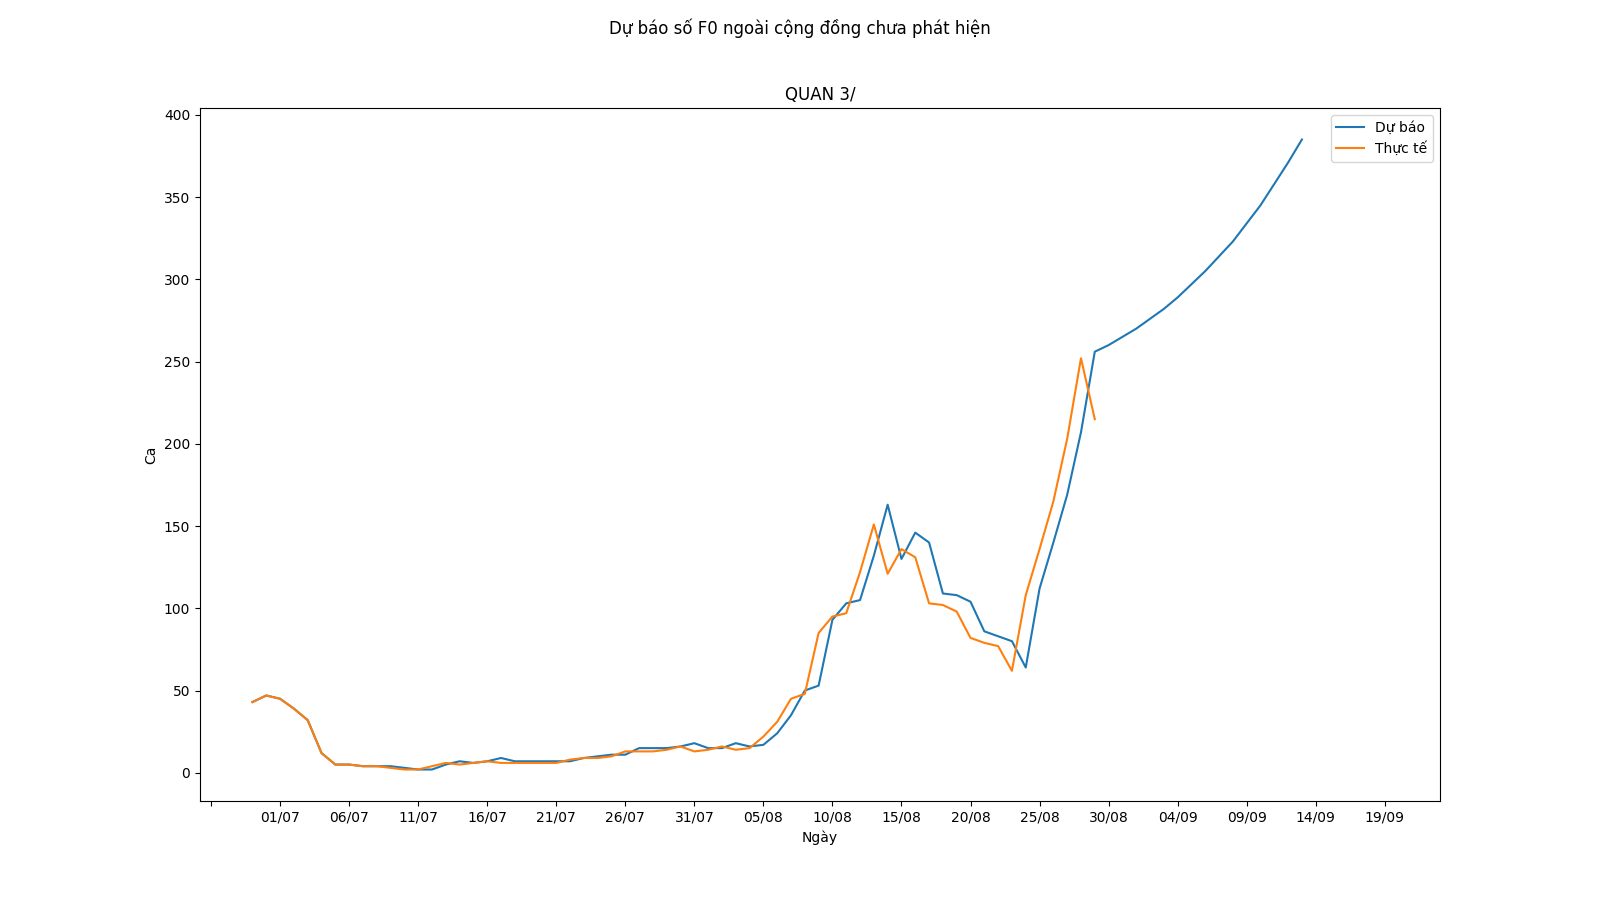 Dự báo số F0 ngoài cộng đồng chưa phát hiện
QUAN 3/
Dự báo
Thực tế
Ca
400
350
300
250
200
150
100
50
0
01/07 06/07 11/07 16/07 21/07 26/07 31/07 05/08 10/08 15/08 20/08 25/08 30/08 04/09 09/09 14/09 19/09
Ngày